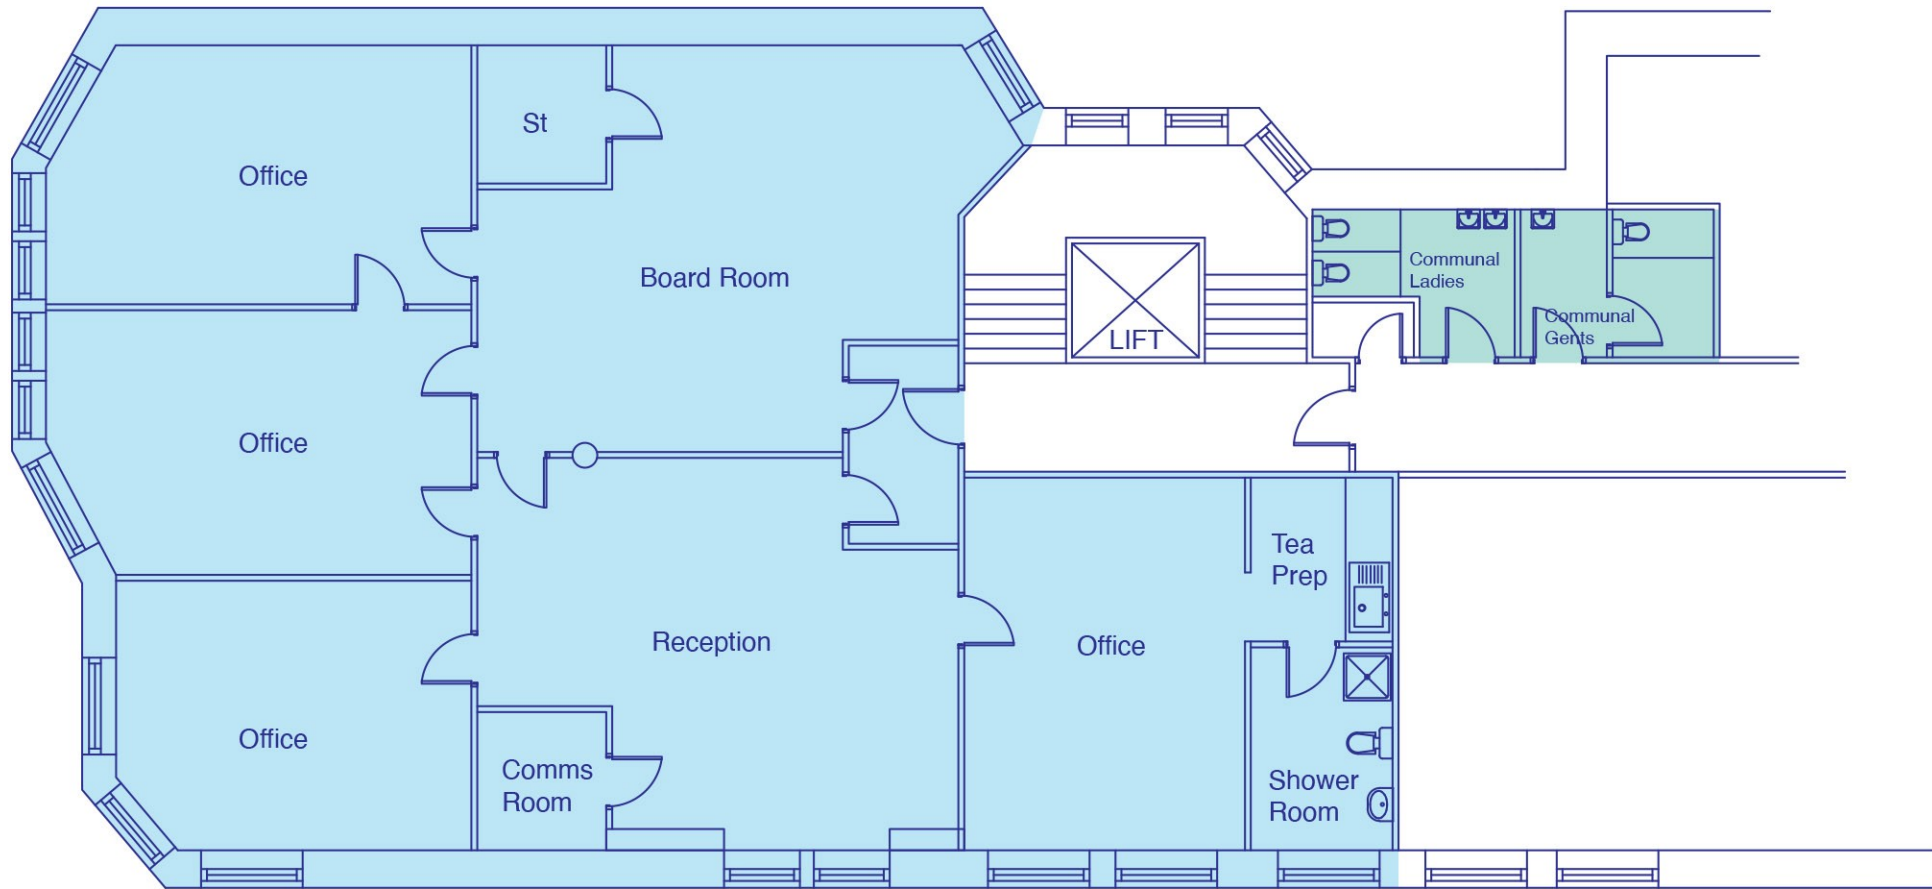 St
Office
Board Room
Communal
Ladies
Communal
Gents
LIFT
Office
Tea
Prep
Reception
Office
Office
Comms
Room
Shower
Room